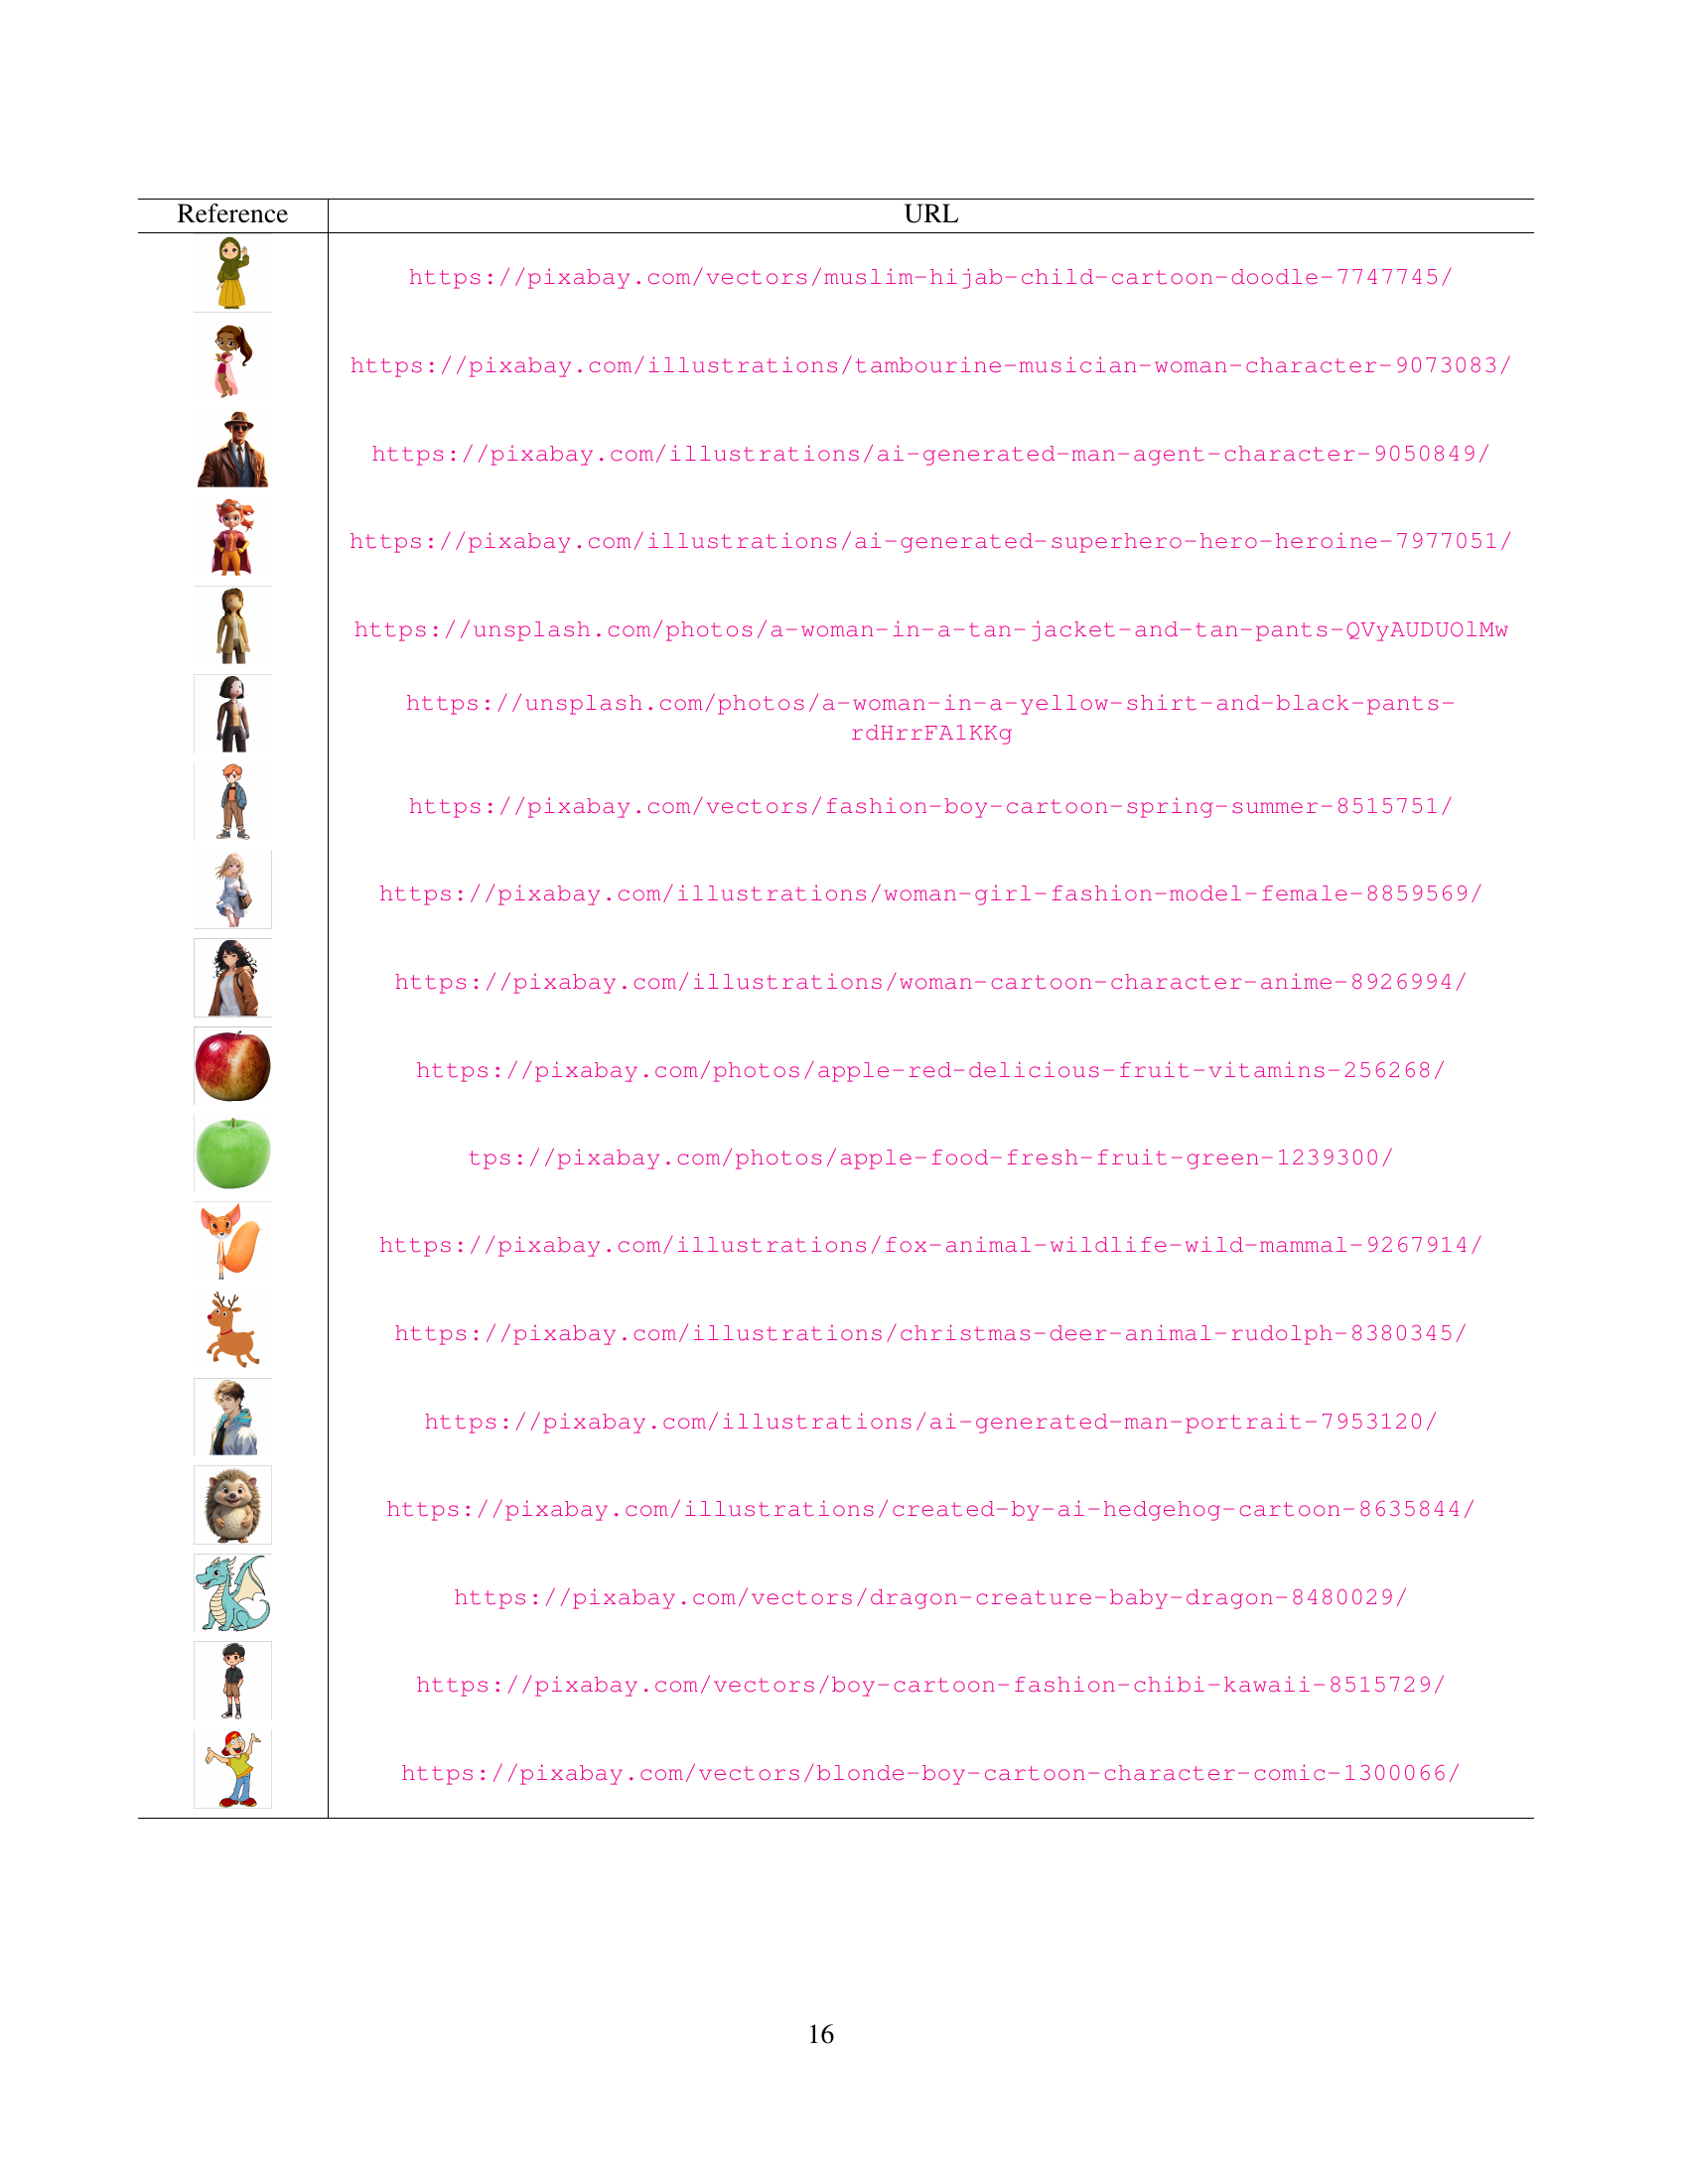 Reference URL
https://pixabay.com/vectors/muslim-hijab-child-cartoon-doodle-7747745/
https://pixabay.com/illustrations/tambourine-musician-woman-character-9073083/
https://pixabay.com/illustrations/ai-generated-man-agent-character-9050849/
https://pixabay.com/illustrations/ai-generated-superhero-hero-heroine-7977051/
https://unsplash.com/photos/a-woman-in-a-tan-jacket-and-tan-pants-QVyAUDUOlMw
https://unsplash.com/photos/a-woman-in-a-yellow-shirt-and-black-pants-
rdHrrFA1KKg
https://pixabay.com/vectors/fashion-boy-cartoon-spring-summer-8515751/
https://pixabay.com/illustrations/woman-girl-fashion-model-female-8859569/
https://pixabay.com/illustrations/woman-cartoon-character-anime-8926994/
https://pixabay.com/photos/apple-red-delicious-fruit-vitamins-256268/
tps://pixabay.com/photos/apple-food-fresh-fruit-green-1239300/
https://pixabay.com/illustrations/fox-animal-wildlife-wild-mammal-9267914/
https://pixabay.com/illustrations/christmas-deer-animal-rudolph-8380345/
https://pixabay.com/illustrations/ai-generated-man-portrait-7953120/
https://pixabay.com/illustrations/created-by-ai-hedgehog-cartoon-8635844/
https://pixabay.com/vectors/dragon-creature-baby-dragon-8480029/
https://pixabay.com/vectors/boy-cartoon-fashion-chibi-kawaii-8515729/
https://pixabay.com/vectors/blonde-boy-cartoon-character-comic-1300066/
16